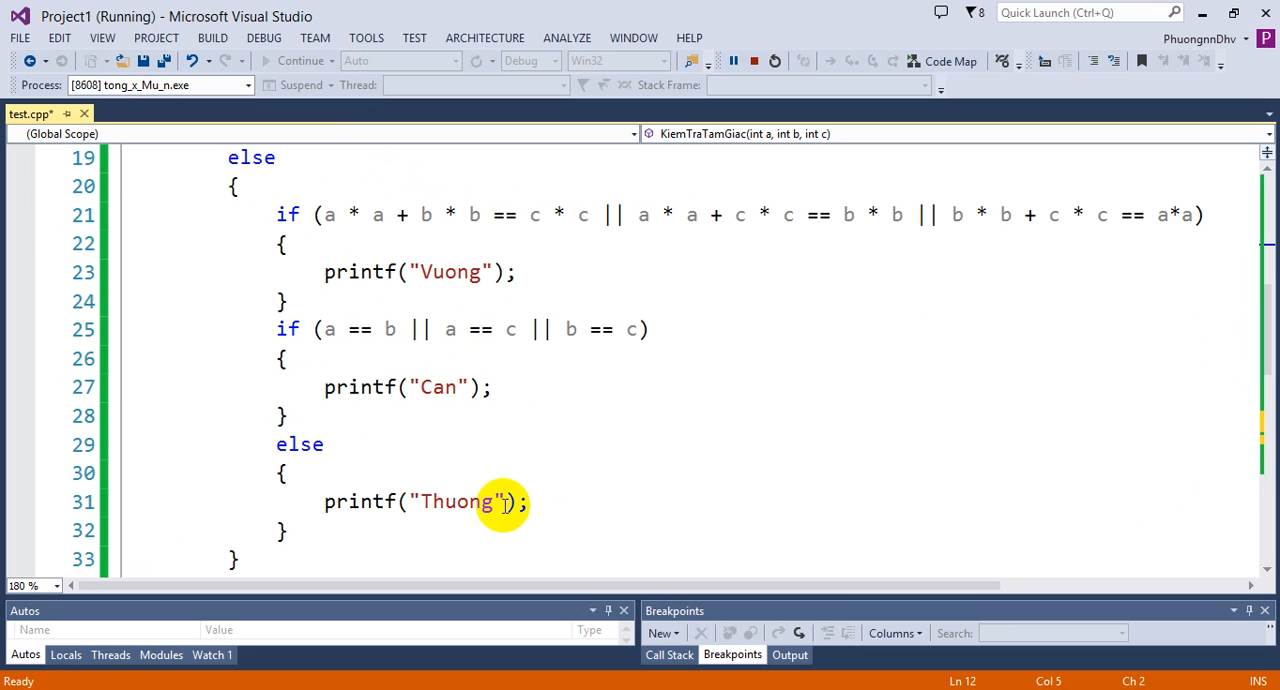 Project1 (Running) - Microsoft Visual Studio
8
Quick Launch (Ctrl+Q)
FILE EDIT VIEW PROJECT BUILD DEBUG TEAM TOOLS TEST ARCHITECTURE ANALYZE WINDOW HELP
PhuongnnDhv P
Continue Auto Debug Win32 Code Map
Process: [8608] tong_x_Mu_n.exe Suspend Thread: Stack Frame:
test.cpp*
(Global Scope) KiemTraTamGiac(int a, int b, int c)
19 else
20 {
21 if (a * a + b * b == c * c || a * a + c * c == b * b || b * b + c * c == a*a)
22 {
23 printf("Vuong");
24 }
25 if (a == b || a == c || b == c)
26 {
27 printf("Can");
28 }
29 else
30 {
31 printf("Thuong");
32 }
33 }
180 %
Autos Breakpoints
Name Value Type New Columns Search:
Autos Locals Threads Modules Watch 1 Call Stack Breakpoints Output
Ready Ln 12 Col 5 Ch 2 INS